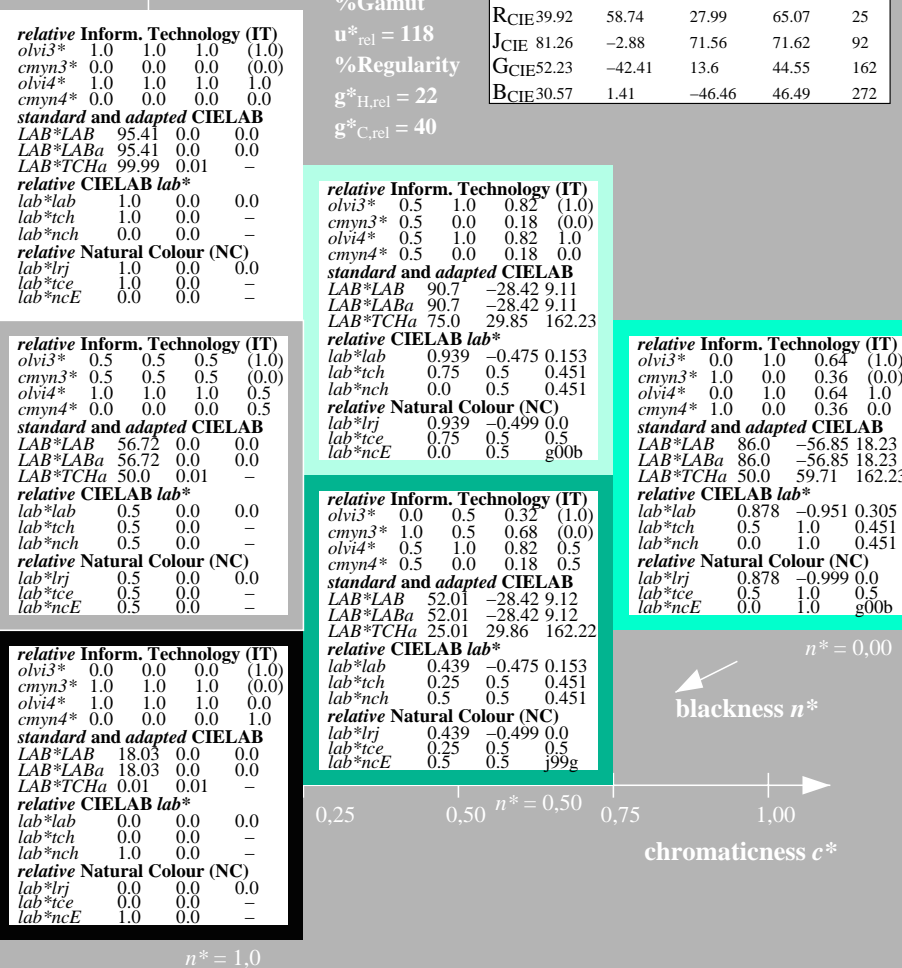 %Gamut
u*rel = 118
%Regularity
g*H,rel = 22
g*C,rel = 40
RCIE 39.92 58.74 27.99 65.07 25
JCIE 81.26 −2.88 71.56 71.62 92
GCIE 52.23 −42.41 13.6 44.55 162
BCIE 30.57 1.41 −46.46 46.49 272
relative Inform. Technology (IT)
olvi3* 1.0 1.0 1.0 (1.0)
cmyn3* 0.0 0.0 0.0 (0.0)
olvi4* 1.0 1.0 1.0 1.0
cmyn4* 0.0 0.0 0.0 0.0
standard and adapted CIELAB
LAB*LAB 95.41 0.0 0.0
LAB*LABa 95.41 0.0 0.0
LAB*TCHa 99.99 0.01 –
relative CIELAB lab*
lab*lab 1.0 0.0 0.0
lab*tch 1.0 0.0 –
lab*nch 0.0 0.0 –
relative Natural Colour (NC)
lab*lrj 1.0 0.0 0.0
lab*tce 1.0 0.0 –
lab*ncE 0.0 0.0 –
relative Inform. Technology (IT)
olvi3* 0.5 1.0 0.82 (1.0)
cmyn3* 0.5 0.0 0.18 (0.0)
olvi4* 0.5 1.0 0.82 1.0
cmyn4* 0.5 0.0 0.18 0.0
standard and adapted CIELAB
LAB*LAB 90.7 −28.42 9.11
LAB*LABa 90.7 −28.42 9.11
LAB*TCHa 75.0 29.85 162.23
relative CIELAB lab*
lab*lab 0.939 −0.475 0.153
lab*tch 0.75 0.5 0.451
lab*nch 0.0 0.5 0.451
relative Natural Colour (NC)
lab*lrj 0.939 −0.499 0.0
lab*tce 0.75 0.5 0.5
lab*ncE 0.0 0.5 g00b
relative Inform. Technology (IT)
olvi3* 0.5 0.5 0.5 (1.0)
cmyn3* 0.5 0.5 0.5 (0.0)
olvi4* 1.0 1.0 1.0 0.5
cmyn4* 0.0 0.0 0.0 0.5
standard and adapted CIELAB
LAB*LAB 56.72 0.0 0.0
LAB*LABa 56.72 0.0 0.0
LAB*TCHa 50.0 0.01 –
relative CIELAB lab*
lab*lab 0.5 0.0 0.0
lab*tch 0.5 0.0 –
lab*nch 0.5 0.0 –
relative Natural Colour (NC)
lab*lrj 0.5 0.0 0.0
lab*tce 0.5 0.0 –
lab*ncE 0.5 0.0 –
relative Inform. Technology (IT)
olvi3* 0.0 1.0 0.64 (1.0)
cmyn3* 1.0 0.0 0.36 (0.0)
olvi4* 0.0 1.0 0.64 1.0
cmyn4* 1.0 0.0 0.36 0.0
standard and adapted CIELAB
LAB*LAB 86.0 −56.85 18.23
LAB*LABa 86.0 −56.85 18.23
LAB*TCHa 50.0 59.71 162.23
relative CIELAB lab*
lab*lab 0.878 −0.951 0.305
lab*tch 0.5 1.0 0.451
lab*nch 0.0 1.0 0.451
relative Natural Colour (NC)
lab*lrj 0.878 −0.999 0.0
lab*tce 0.5 1.0 0.5
lab*ncE 0.0 1.0 g00b
relative Inform. Technology (IT)
olvi3* 0.0 0.5 0.32 (1.0)
cmyn3* 1.0 0.5 0.68 (0.0)
olvi4* 0.5 1.0 0.82 0.5
cmyn4* 0.5 0.0 0.18 0.5
standard and adapted CIELAB
LAB*LAB 52.01 −28.42 9.12
LAB*LABa 52.01 −28.42 9.12
LAB*TCHa 25.01 29.86 162.22
relative CIELAB lab*
lab*lab 0.439 −0.475 0.153
lab*tch 0.25 0.5 0.451
lab*nch 0.5 0.5 0.451
relative Natural Colour (NC)
lab*lrj 0.439 −0.499 0.0
lab*tce 0.25 0.5 0.5
lab*ncE 0.5 0.5 j99g
relative Inform. Technology (IT)
olvi3* 0.0 0.0 0.0 (1.0)
cmyn3* 1.0 1.0 1.0 (0.0)
olvi4* 1.0 1.0 1.0 0.0
cmyn4* 0.0 0.0 0.0 1.0
standard and adapted CIELAB
LAB*LAB 18.03 0.0 0.0
LAB*LABa 18.03 0.0 0.0
LAB*TCHa 0.01 0.01 –
relative CIELAB lab*
lab*lab 0.0 0.0 0.0
lab*tch 0.0 0.0 –
lab*nch 1.0 0.0 –
relative Natural Colour (NC)
lab*lrj 0.0 0.0 0.0
lab*tce 0.0 0.0 –
lab*ncE 1.0 0.0 –
n* = 0,00
blackness n*
n* = 0,50
0,25 0,50 0,75 1,00
chromaticness c*
n* = 1,0